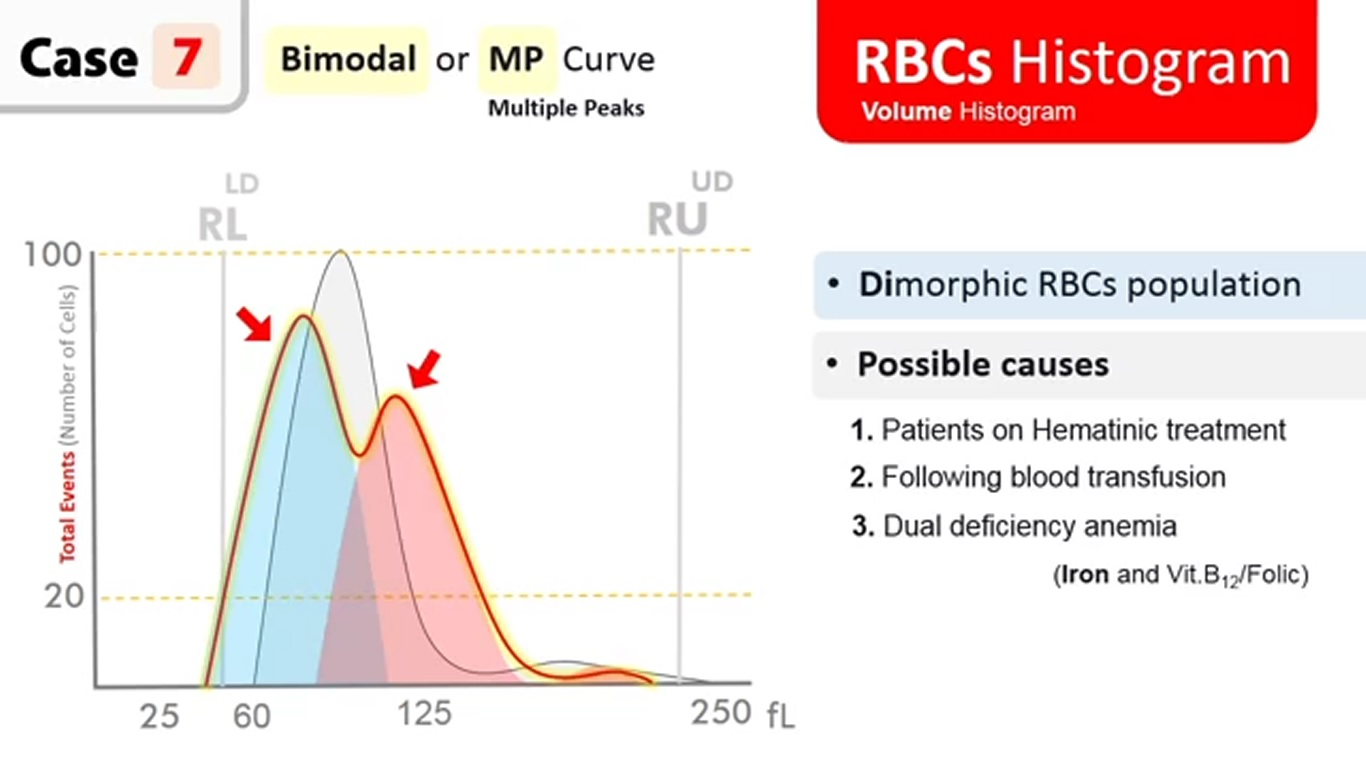 Case 7
Bimodal or MP Curve
Multiple Peaks
RBCs Histogram
Volume Histogram
LD
RL
UD
RU
100
20
Total Events (Number of Cells)
25 60 125 250 fL
• Dimorphic RBCs population
• Possible causes
1. Patients on Hematinic treatment
2. Following blood transfusion
3. Dual deficiency anemia
(Iron and Vit.B₁₂/Folic)